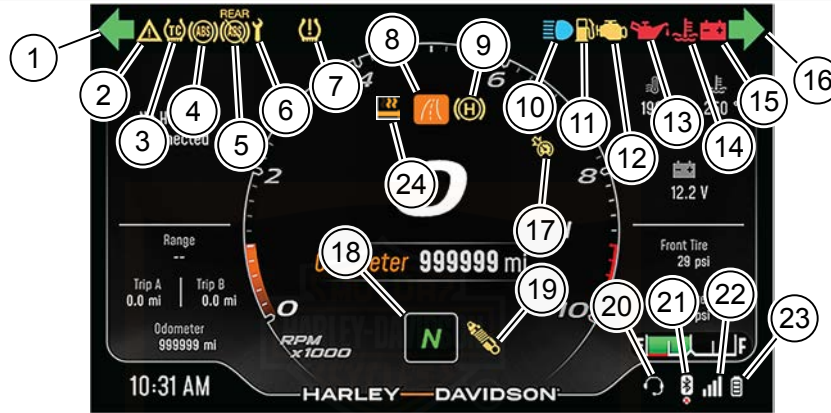 REAR
1
2
3
4
5
6
7
8
9
10
11
12
13
14
15
16
TC
ABS
ABS
H
4
6
2
8
0
10
0
24
17
12.2 V
Range
--
Trip A
Trip B
0.0 mi
0.0 mi
Odometer
999999 mi
18
999999 mi
19
Front Tire
29 psi
psi
20
21
22
23
RPM
x1000
N
F
10:31 AM
HARLEY-DAVIDSON